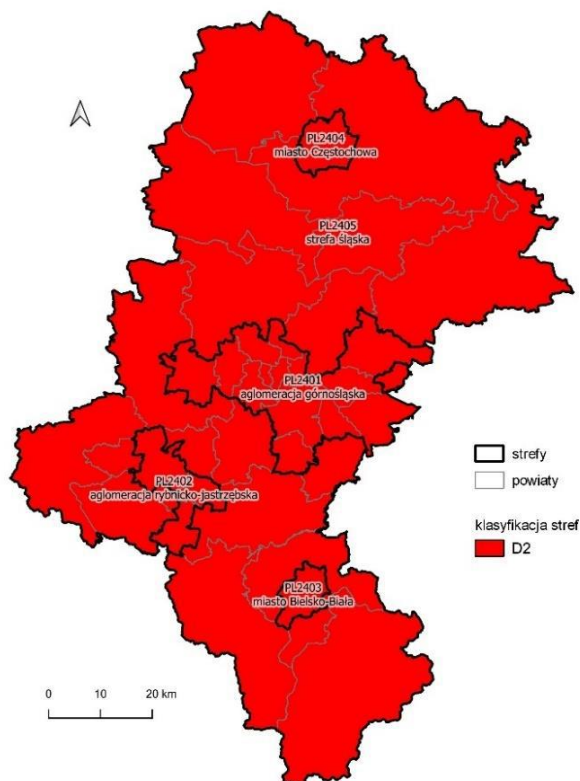 PL2404
miasto Częstochowa
PL2405
strefa śląska
PL2401
aglomeracja górnośląska
PL2402
aglomeracja rybnicko-jastrzębska
PL2403
miasto Bielsko-Biała
strefy
powiaty
klasyfikacja stref
D2
0 10 20 km